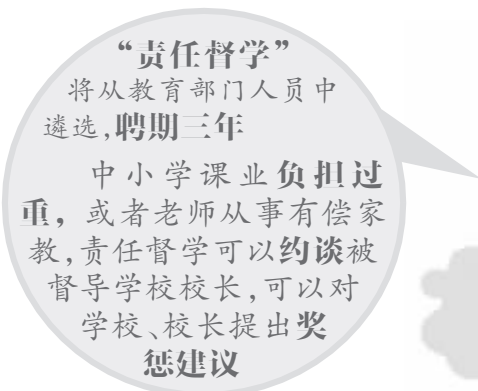 “责任督学”
将从教育部门人员中
遴选,聘期三年
中小学课业负担过
重，或者老师从事有偿家
教,责任督学可以约谈被
督导学校校长,可以对
学校、校长提出奖
惩建议